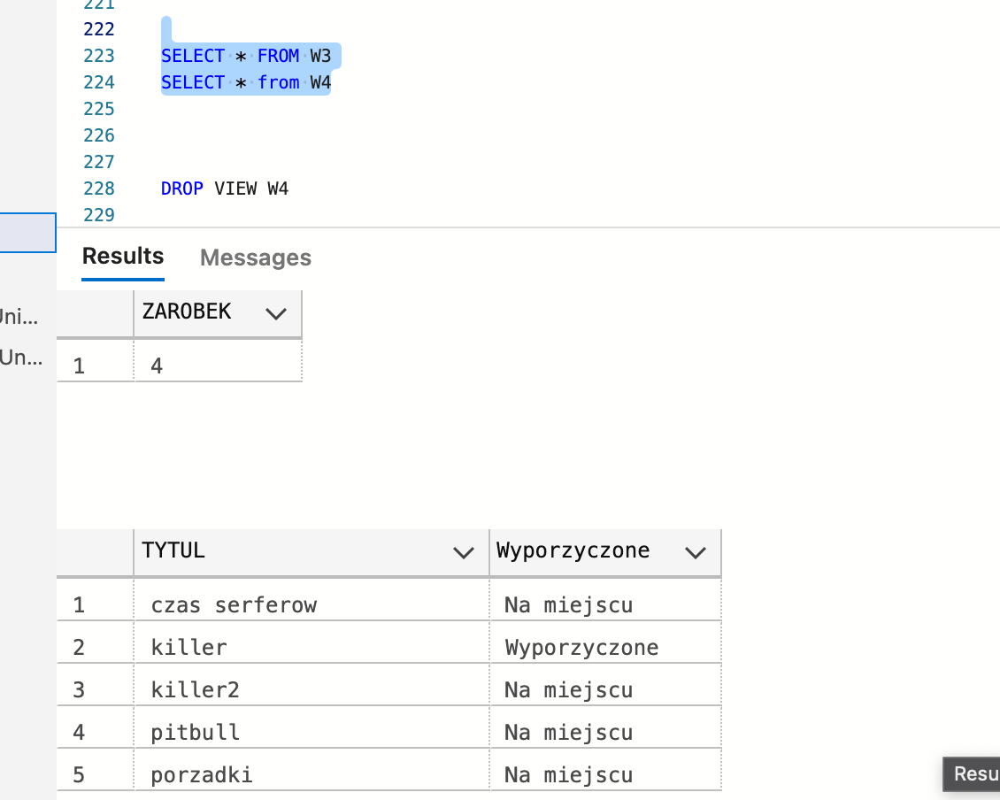 221
222
223 SELECT * FROM W3
224 SELECT * from W4
225
226
227
228 DROP VIEW W4
229
Results Messages
Uni...
Un...
ZAROBEK
1 4
TYTUL Wyporzyczone
1 czas serferow Na miejscu
2 killer Wyporzyczone
3 killer2 Na miejscu
4 pitbull Na miejscu
5 porzadki Na miejscu
Resu